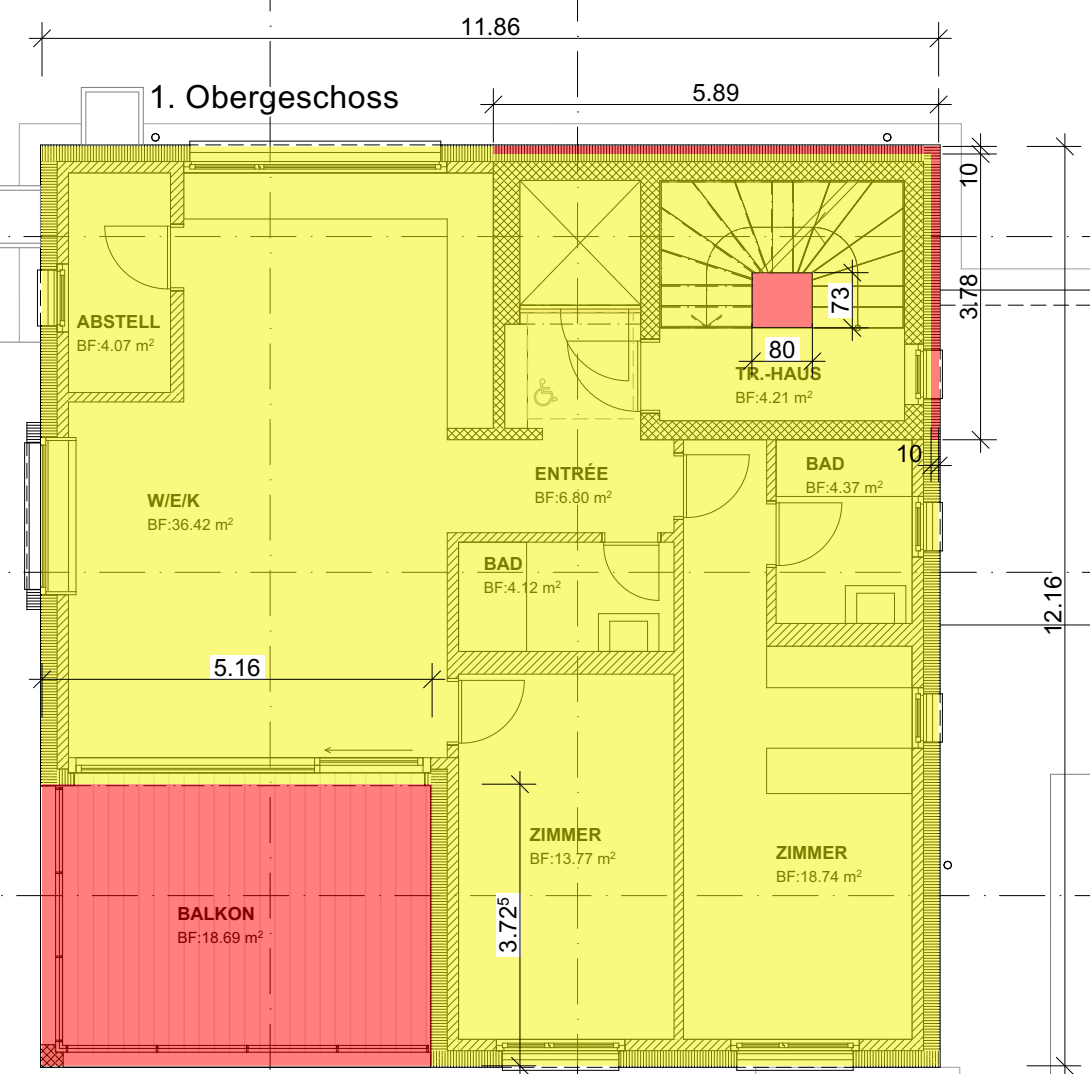 11.86
1. Obergeschoss
5.89
10
3.78
73
80
ABSTELL
BF:4.07 m²
TR.-HAUS
BF:4.21 m²
10
BAD
BF:4.37 m²
ENTRÉE
BF:6.80 m²
W/E/K
BF:36.42 m²
BAD
BF:4.12 m²
12.16
5.16
ZIMMER
BF:13.77 m²
ZIMMER
BF:18.74 m²
3.72⁵
BALKON
BF:18.69 m²